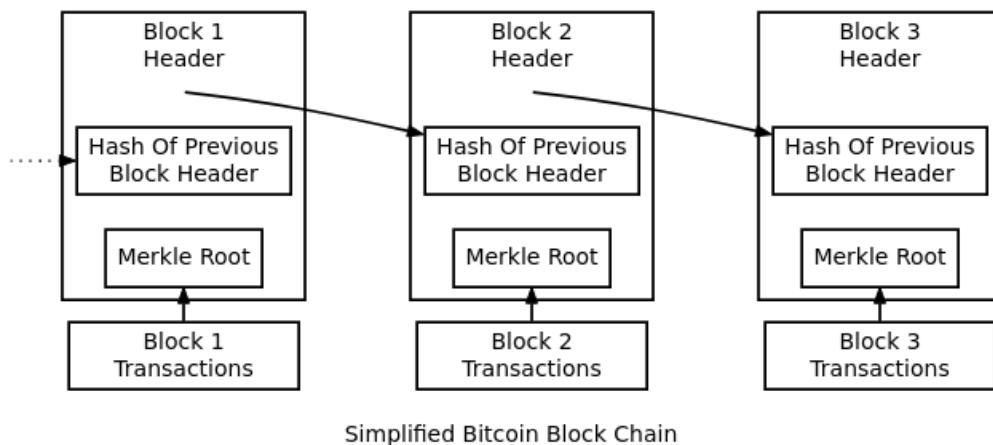 Block 1
Header
Hash Of Previous
Block Header
Merkle Root
Block 1
Transactions
Block 2
Header
Hash Of Previous
Block Header
Merkle Root
Block 2
Transactions
Block 3
Header
Hash Of Previous
Block Header
Merkle Root
Block 3
Transactions
Simplified Bitcoin Block Chain